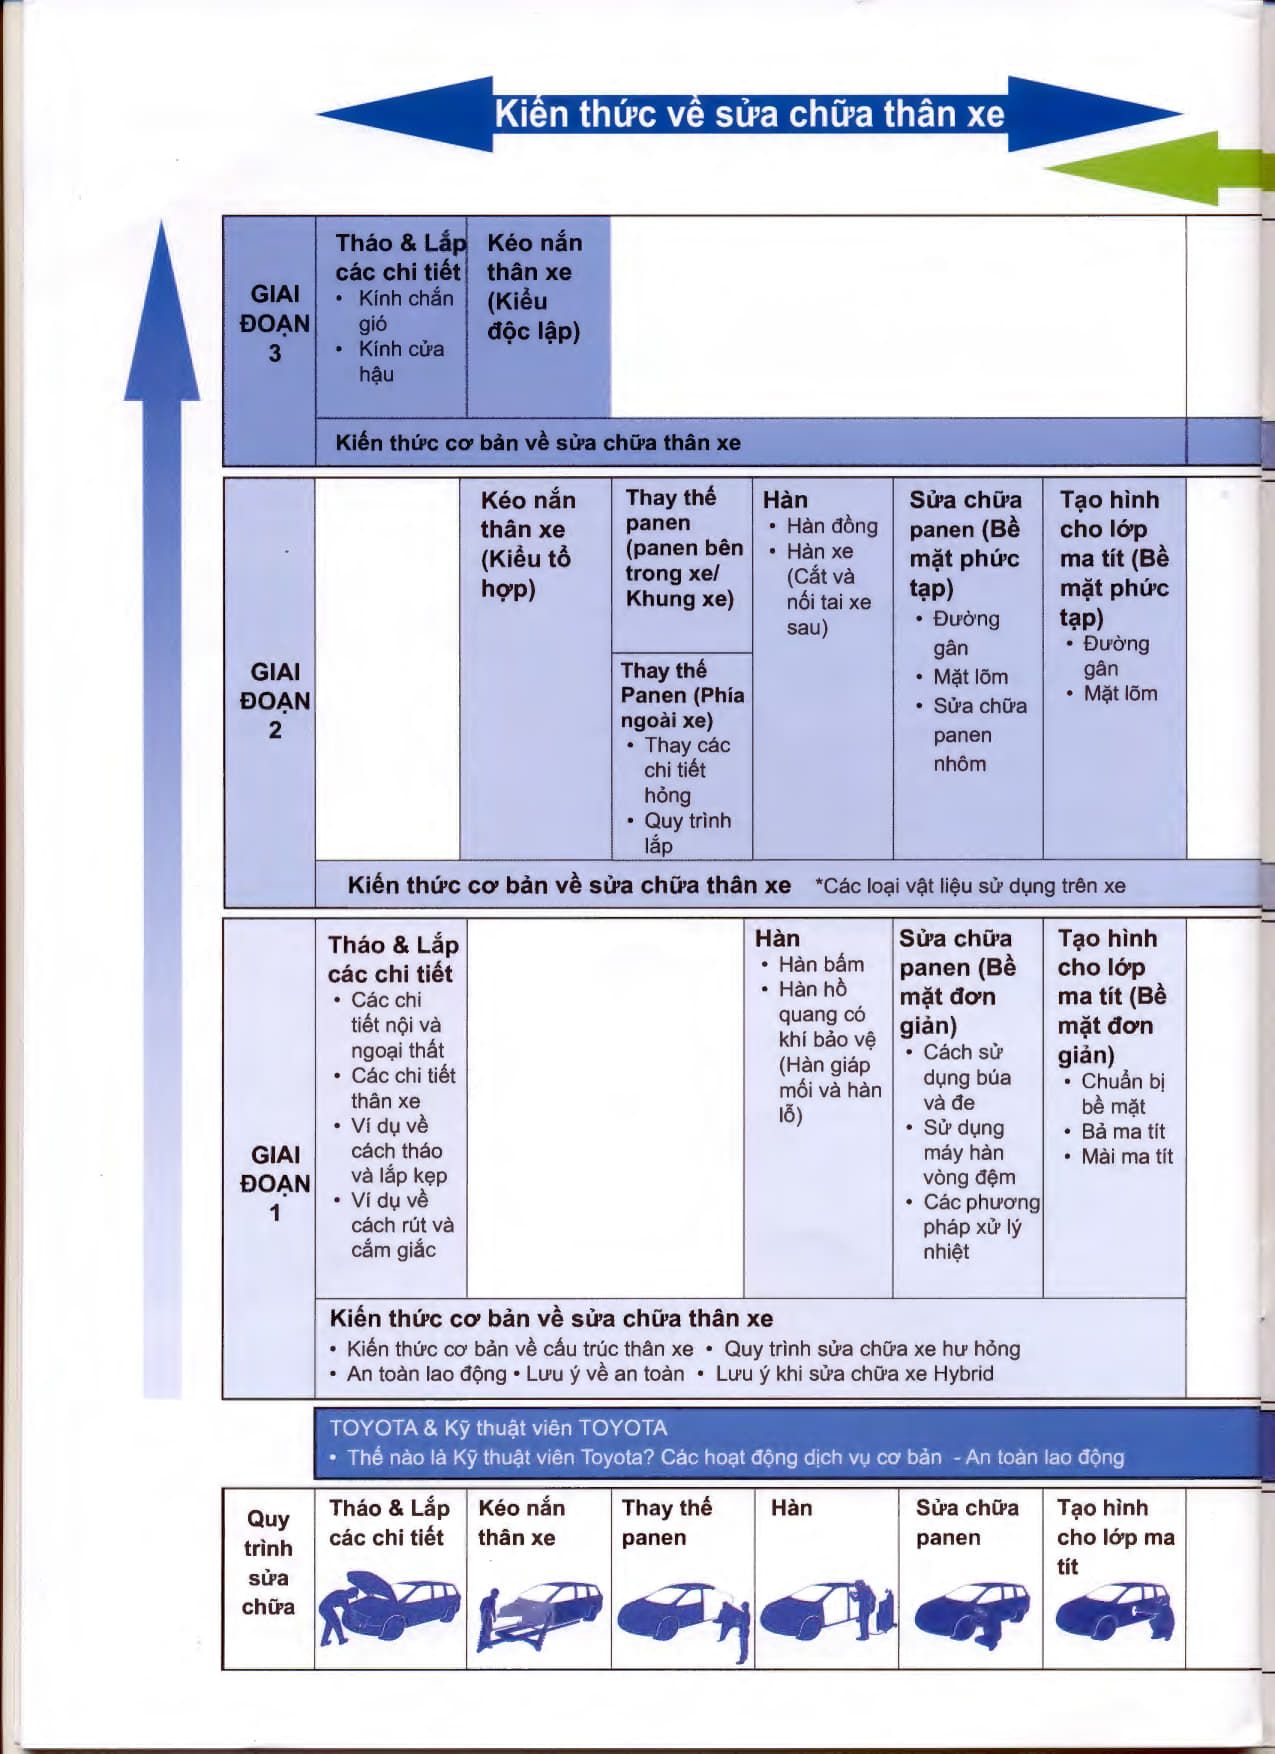 Kiến thức về sửa chữa thân xe
GIAI
ĐOẠN
3
Tháo & Lắp
các chi tiết
• Kính chắn
gió
• Kính cửa
hậu
Kéo nắn
thân xe
(Kiểu
độc lập)
Kiến thức cơ bản về sửa chữa thân xe
GIAI
ĐOẠN
2
Kéo nắn
thân xe
(Kiểu tổ
hợp)
Thay thế
panen
(panen bên
trong xe/
Khung xe)
Thay thế
Panen (Phía
ngoài xe)
• Thay các
chi tiết
hỏng
• Quy trình
lắp
Hàn
• Hàn đồng
• Hàn xe
(Cắt và
nối tai xe
sau)
Sửa chữa
panen (Bề
mặt phức
tạp)
• Đường
gân
• Mặt lõm
• Sửa chữa
panen
nhôm
Tạo hình
cho lớp
ma tít (Bề
mặt phức
tạp)
• Đường
gân
• Mặt lõm
Kiến thức cơ bản về sửa chữa thân xe *Các loại vật liệu sử dụng trên xe
GIAI
ĐOẠN
1
Tháo & Lắp
các chi tiết
• Các chi
tiết nội và
ngoại thất
• Các chi tiết
thân xe
• Ví dụ về
cách tháo
và lắp kẹp
• Ví dụ về
cách rút và
cắm giắc
Hàn
• Hàn bấm
• Hàn hồ
quang có
khí bảo vệ
(Hàn giáp
mối và hàn
lỗ)
Sửa chữa
panen (Bề
mặt đơn
giản)
• Cách sử
dụng búa
và đe
• Sử dụng
máy hàn
vòng đệm
• Các phương
pháp xử lý
nhiệt
Tạo hình
cho lớp
ma tít (Bề
mặt đơn
giản)
• Chuẩn bị
bề mặt
• Bả ma tít
• Mài ma tít
Kiến thức cơ bản về sửa chữa thân xe
• Kiến thức cơ bản về cấu trúc thân xe • Quy trình sửa chữa xe hư hỏng
• An toàn lao động • Lưu ý về an toàn • Lưu ý khi sửa chữa xe Hybrid
TOYOTA & Kỹ thuật viên TOYOTA
• Thế nào là Kỹ thuật viên Toyota? Các hoạt động dịch vụ cơ bản - An toàn lao động
Quy
trình
sửa
chữa
Tháo & Lắp
các chi tiết
Kéo nắn
thân xe
Thay thế
panen
Hàn
Sửa chữa
panen
Tạo hình
cho lớp ma
tít